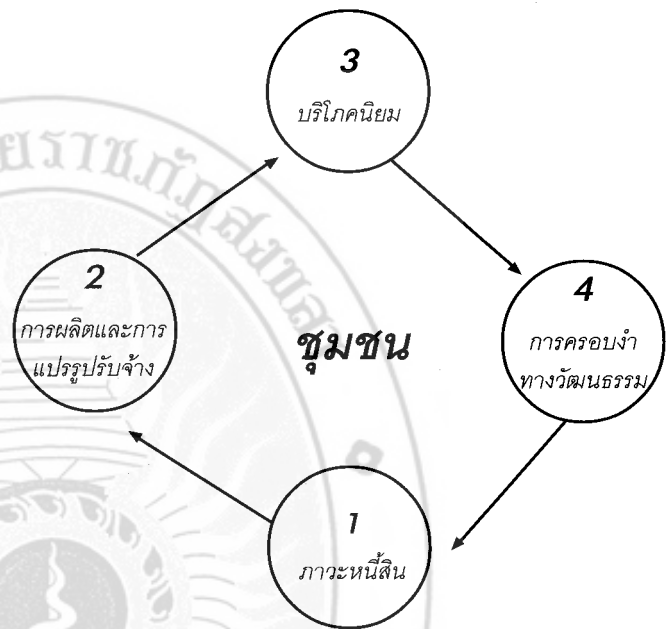 3
บริโภคนิยม
2
การผลิตและการ
แปรรูปรับจ้าง
ชุมชน
4
การครอบงำ
ทางวัฒนธรรม
1
ภาวะหนี้สิน